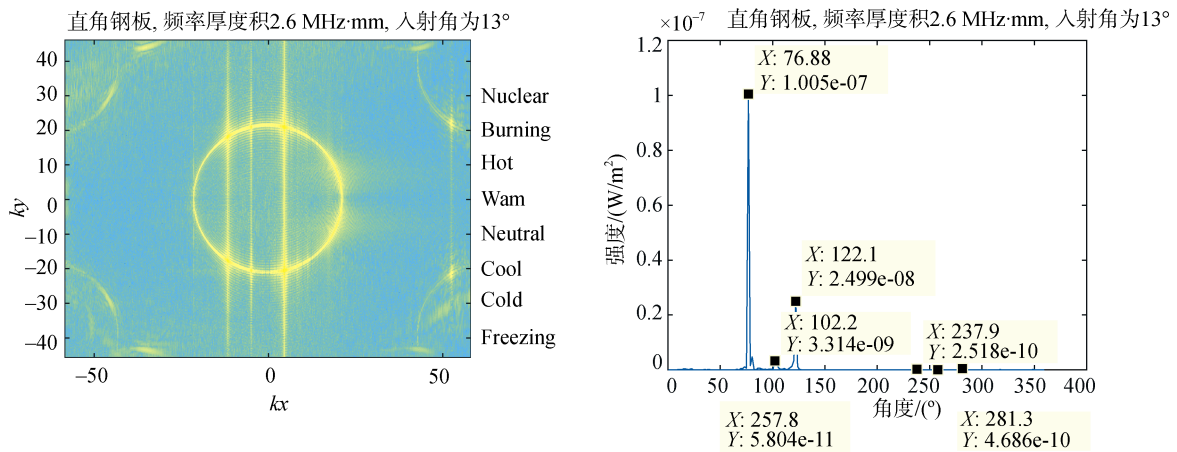 直角钢板, 频率厚度积2.6 MHz·mm, 入射角为13°
40
30
20
10
0
–10
–20
–30
–40
ky
–50
0
50
kx
Nuclear
Burning
Hot
Wam
Neutral
Cool
Cold
Freezing
×10⁻⁷
直角钢板, 频率厚度积2.6 MHz·mm, 入射角为13°
1.2
1
0.8
0.6
0.4
0.2
0
强度/(W/m²)
X: 76.88
Y: 1.005e-07
X: 122.1
Y: 2.499e-08
X: 102.2
Y: 3.314e-09
X: 237.9
Y: 2.518e-10
0
50
100
150
200
250
300
350
400
角度/(º)
X: 257.8
Y: 5.804e-11
X: 281.3
Y: 4.686e-10